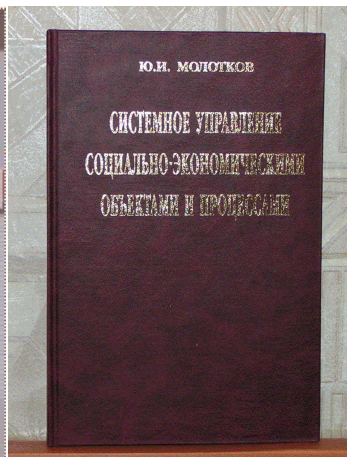 Ю.И. МОЛОТКОВ
СИСТЕМНОЕ УПРАВЛЕНИЕ
СОЦИАЛЬНО-ЭКОНОМИЧЕСКИМИ
ОБЪЕКТАМИ И ПРОЦЕССАМИ